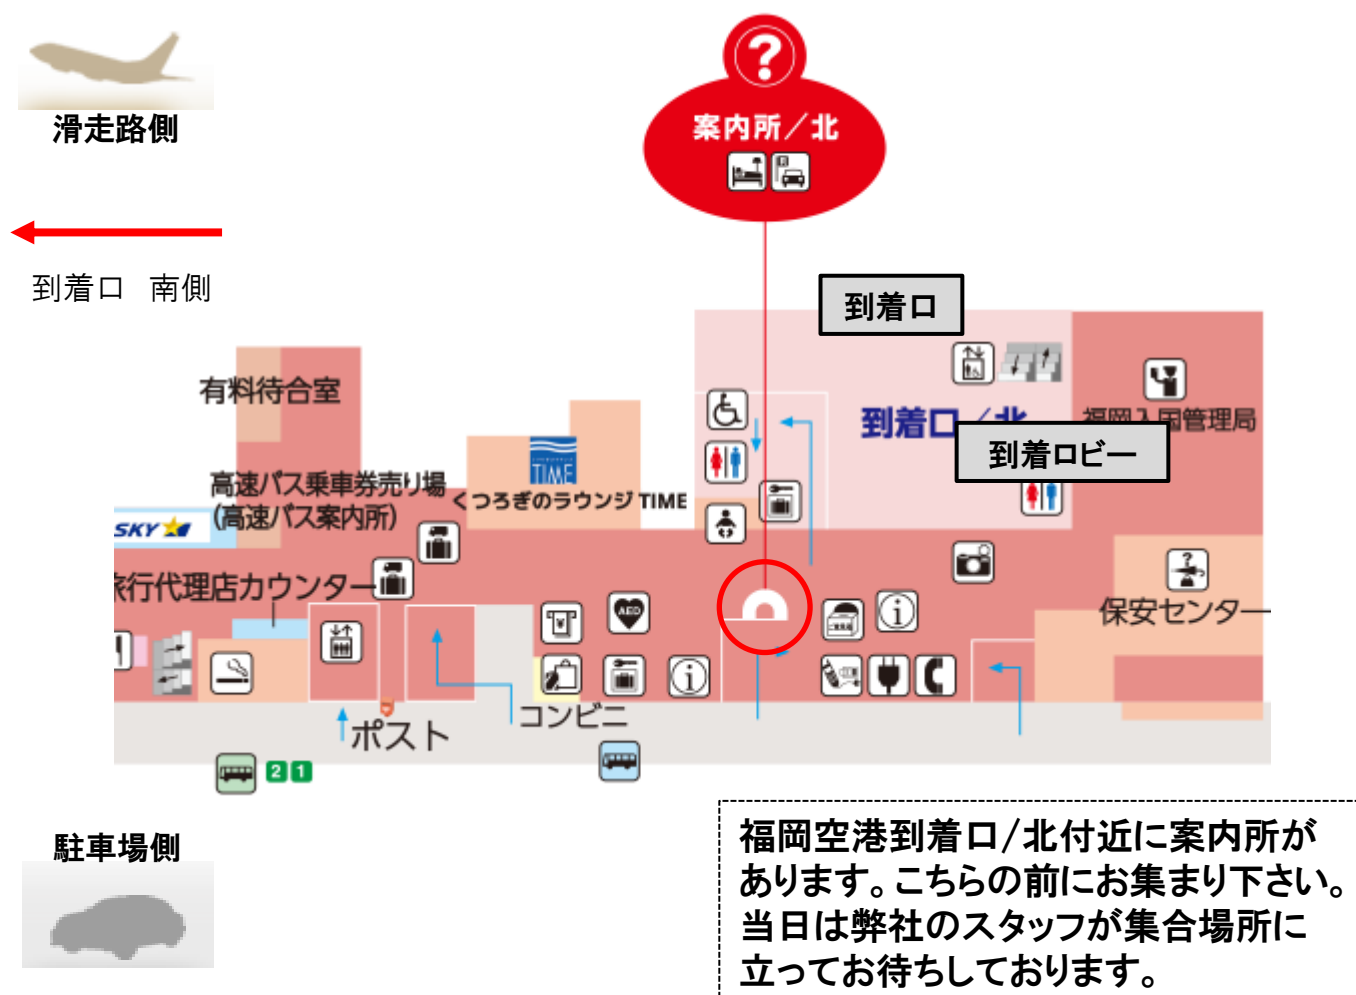 案内所／北
滑走路側
到着口　南側
到着口
有料待合室
到着口／北
福岡入国管理局
到着ロビー
高速バス乗車券売り場
（高速バス案内所）
TIME
くつろぎのラウンジ TIME
SKY
旅行代理店カウンター
AED
保安センター
コンビニ
ポスト
2 1
駐車場側
福岡空港到着口/北付近に案内所が
あります。こちらの前にお集まり下さい。
当日は弊社のスタッフが集合場所に
立ってお待ちしております。